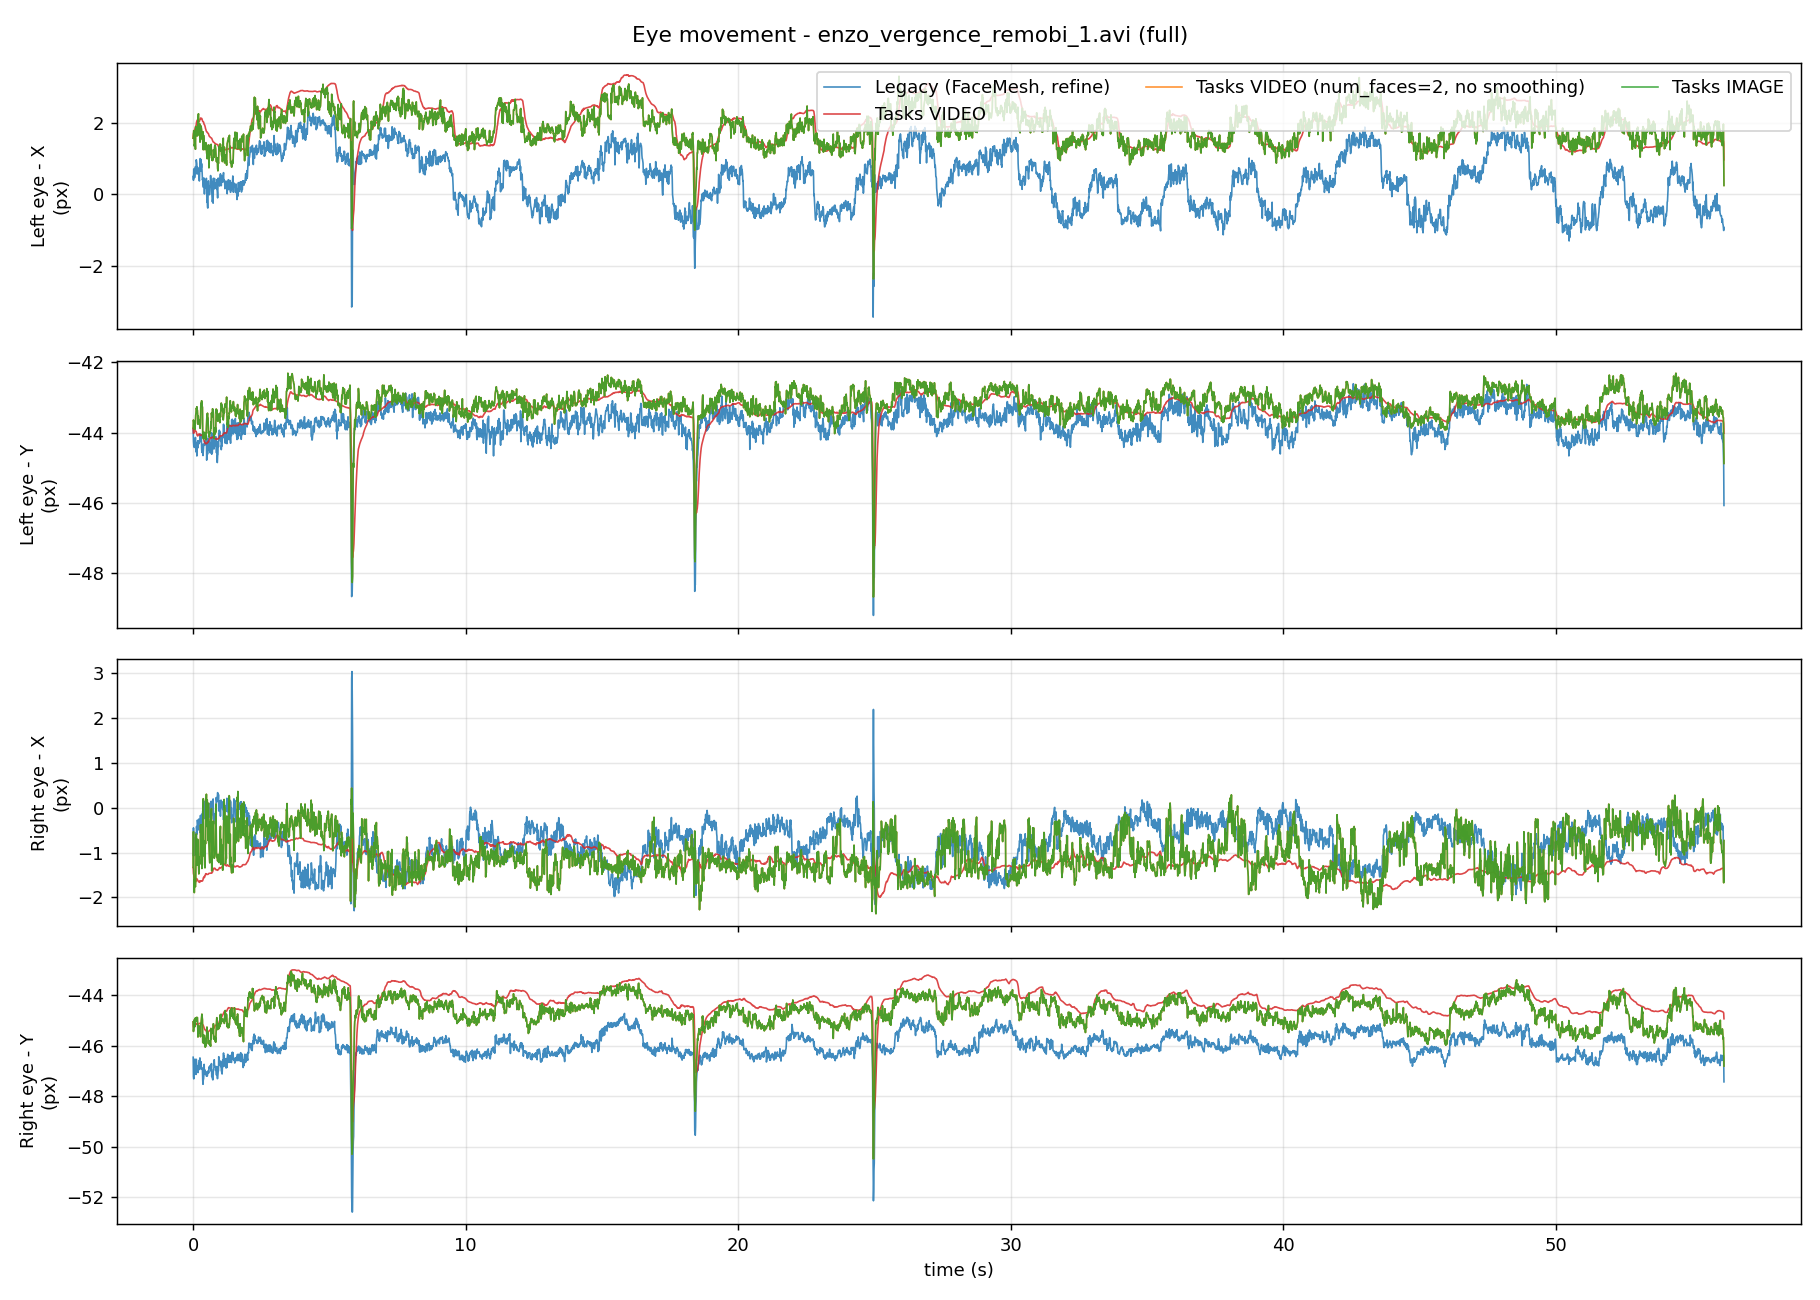 Eye movement - enzo_vergence_remobi_1.avi (full)
Legacy (FaceMesh, refine)
Tasks VIDEO
Tasks VIDEO (num_faces=2, no smoothing)
Tasks IMAGE
Left eye - X
(px)
2
0
−2
Left eye - Y
(px)
−42
−44
−46
−48
Right eye - X
(px)
3
2
1
0
−1
−2
Right eye - Y
(px)
−44
−46
−48
−50
−52
0 10 20 30 40 50
time (s)